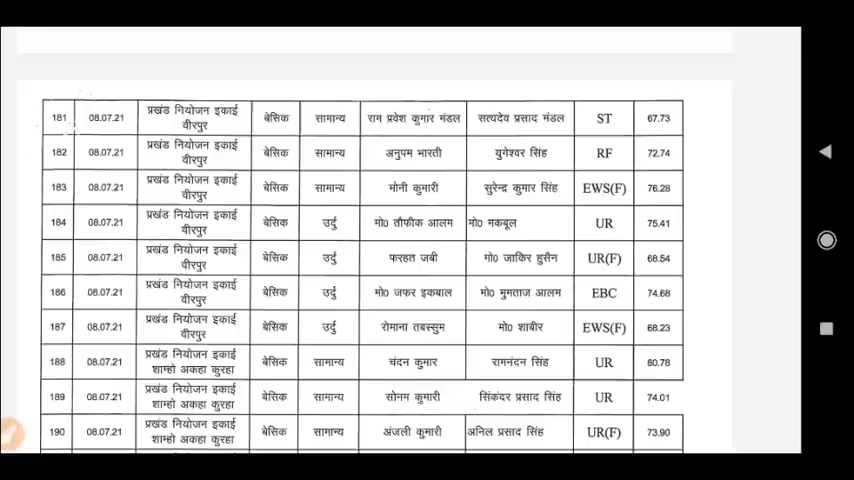 181 08.07.21 प्रखंड नियोजन इकाई वीरपुर बेसिक सामान्य राम प्रवेश कुमार मंडल सत्यदेव प्रसाद मंडल ST 67.73
182 08.07.21 प्रखंड नियोजन इकाई वीरपुर बेसिक सामान्य अनुपम भारती युगेश्वर सिंह RF 72.74
183 08.07.21 प्रखंड नियोजन इकाई वीरपुर बेसिक सामान्य मोनी कुमारी सुरेन्द्र कुमार सिंह EWS(F) 76.28
184 08.07.21 प्रखंड नियोजन इकाई वीरपुर बेसिक उर्दु मो0 तौफीक आलम मो0 मकबूल UR 75.41
185 08.07.21 प्रखंड नियोजन इकाई वीरपुर बेसिक उर्दु फरहत जबी मो0 जाकिर हुसैन UR(F) 68.54
186 08.07.21 प्रखंड नियोजन इकाई वीरपुर बेसिक उर्दु मो0 जफर इकबाल मो0 मुमताज आलम EBC 74.68
187 08.07.21 प्रखंड नियोजन इकाई वीरपुर बेसिक उर्दु रोमाना तबस्सुम मो0 शाबीर EWS(F) 68.23
188 08.07.21 प्रखंड नियोजन इकाई शाम्हो अकहा कुरहा बेसिक सामान्य चंदन कुमार रामनंदन सिंह UR 80.78
189 08.07.21 प्रखंड नियोजन इकाई शाम्हो अकहा कुरहा बेसिक सामान्य सोनम कुमारी सिकंदर प्रसाद सिंह UR 74.01
190 08.07.21 प्रखंड नियोजन इकाई शाम्हो अकहा कुरहा बेसिक सामान्य अंजली कुमारी अनिल प्रसाद सिंह UR(F) 73.90